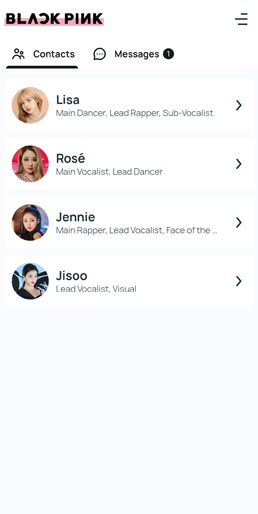 BLACKPINK
Contacts
Messages 1
Lisa
Main Dancer, Lead Rapper, Sub-Vocalist
Rosé
Main Vocalist, Lead Dancer
Jennie
Main Rapper, Lead Vocalist, Face of the ...
Jisoo
Lead Vocalist, Visual